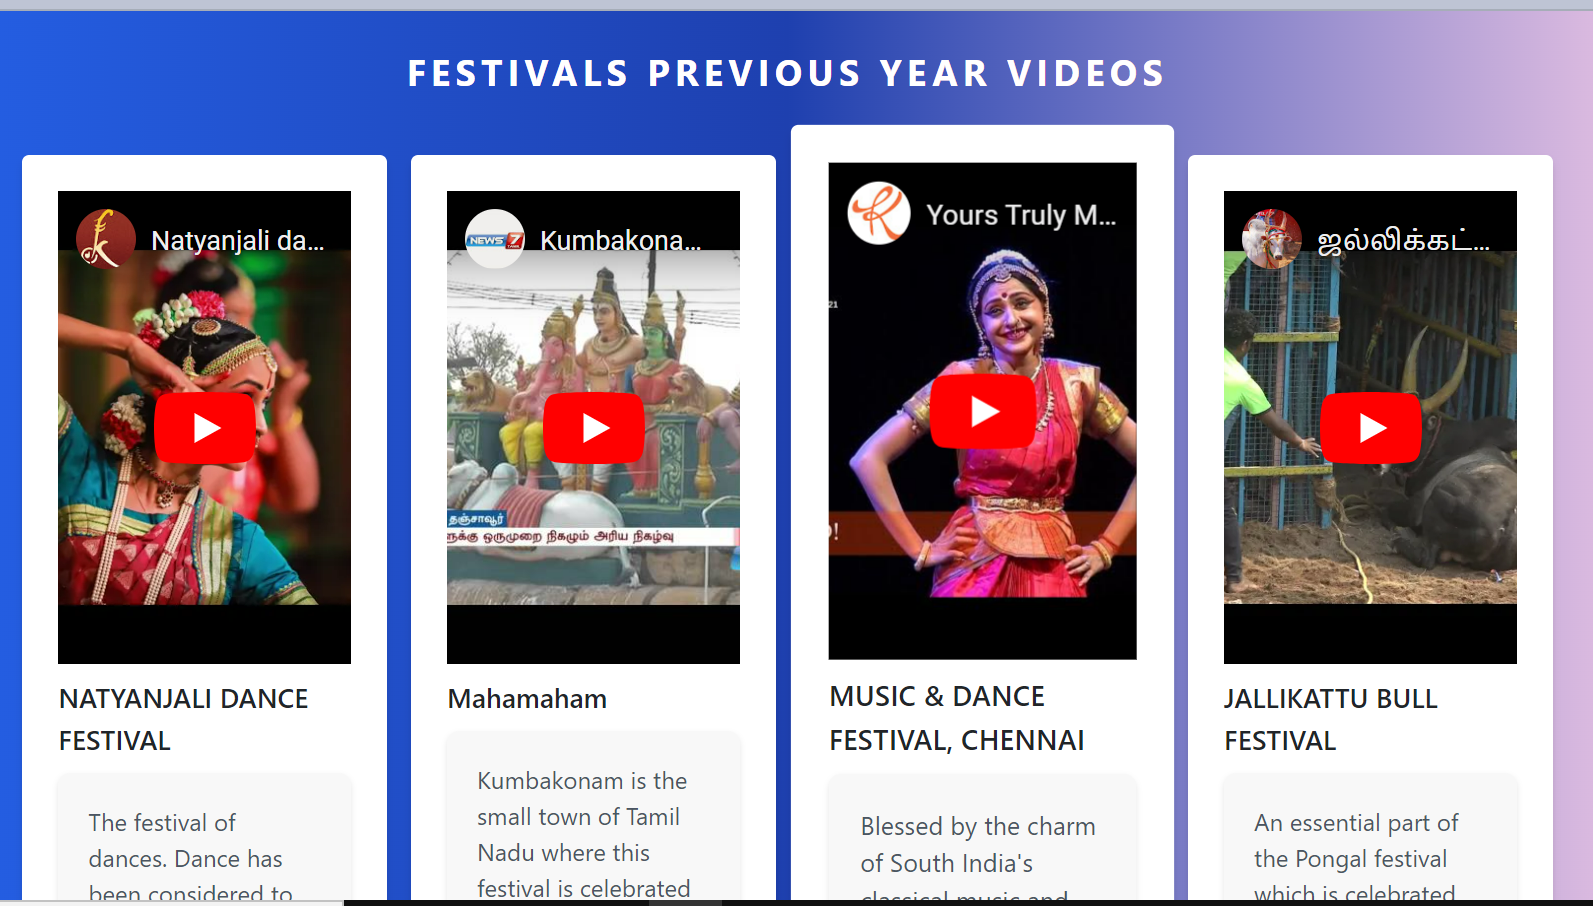 FESTIVALS PREVIOUS YEAR VIDEOS
Natyanjali da...
NATYANJALI DANCE
FESTIVAL
The festival of
dances. Dance has
been considered to
NEWS 7
Kumbakona...
தஞ்சாவூர்
ளுக்கு ஒருமுறை நிகழும் அரிய நிகழ்வு
Mahamaham
Kumbakonam is the
small town of Tamil
Nadu where this
festival is celebrated
Yours Truly M...
21
!
MUSIC & DANCE
FESTIVAL, CHENNAI
Blessed by the charm
of South India's
classical music and
ஜல்லிக்கட்...
JALLIKATTU BULL
FESTIVAL
An essential part of
the Pongal festival
which is celebrated